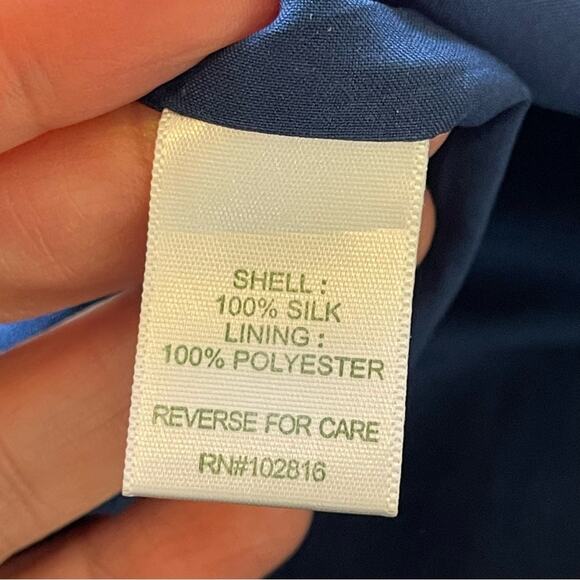 SHELL :
100% SILK
LINING :
100% POLYESTER
REVERSE FOR CARE
RN#102816